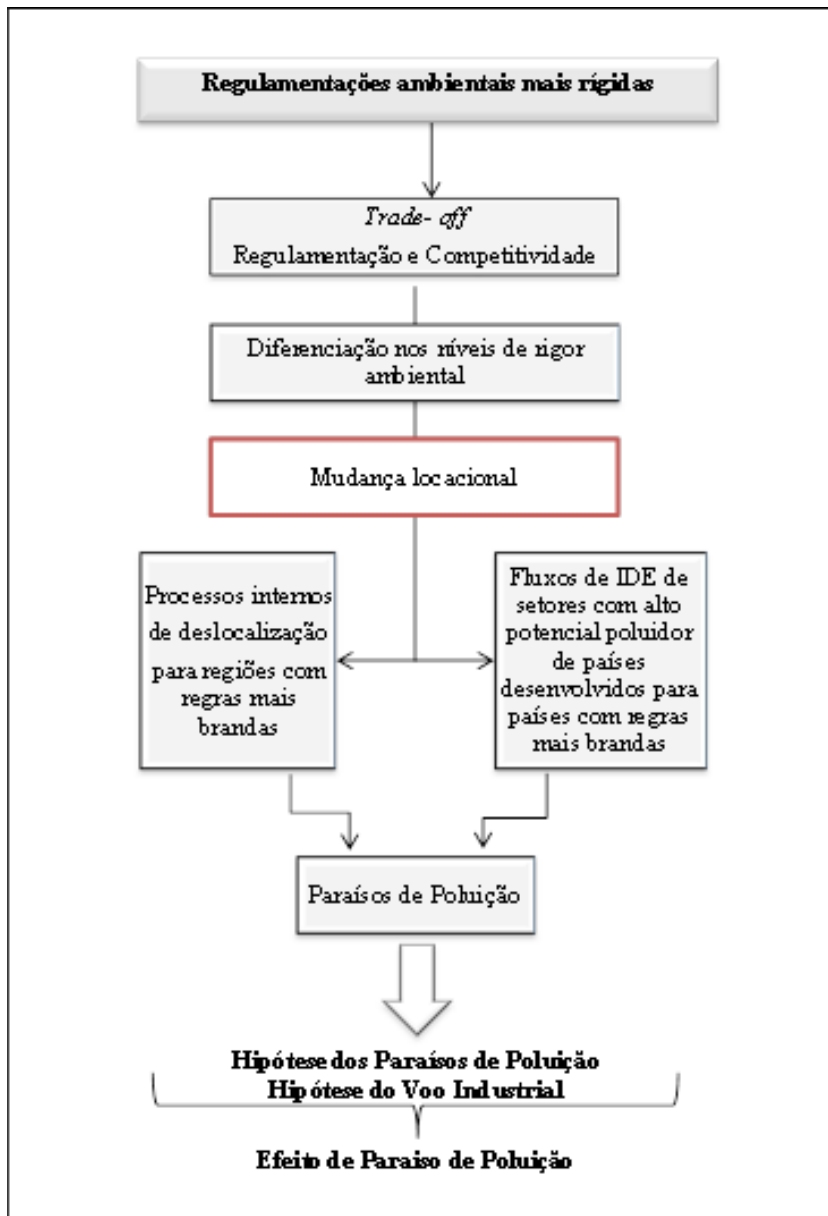 Regulamentações ambientais mais rígidas
Trade- off
Regulamentação e Competitividade
Diferenciação nos níveis de rigor
ambiental
Mudança locacional
Processos internos
de deslocalização
para regiões com
regras mais
brandas
Fluxos de IDE de
setores com alto
potencial poluidor
de países
desenvolvidos para
países com regras
mais brandas
Paraísos de Poluição
Hipótese dos Paraísos de Poluição
Hipótese do Voo Industrial
Efeito de Paraiso de Poluição